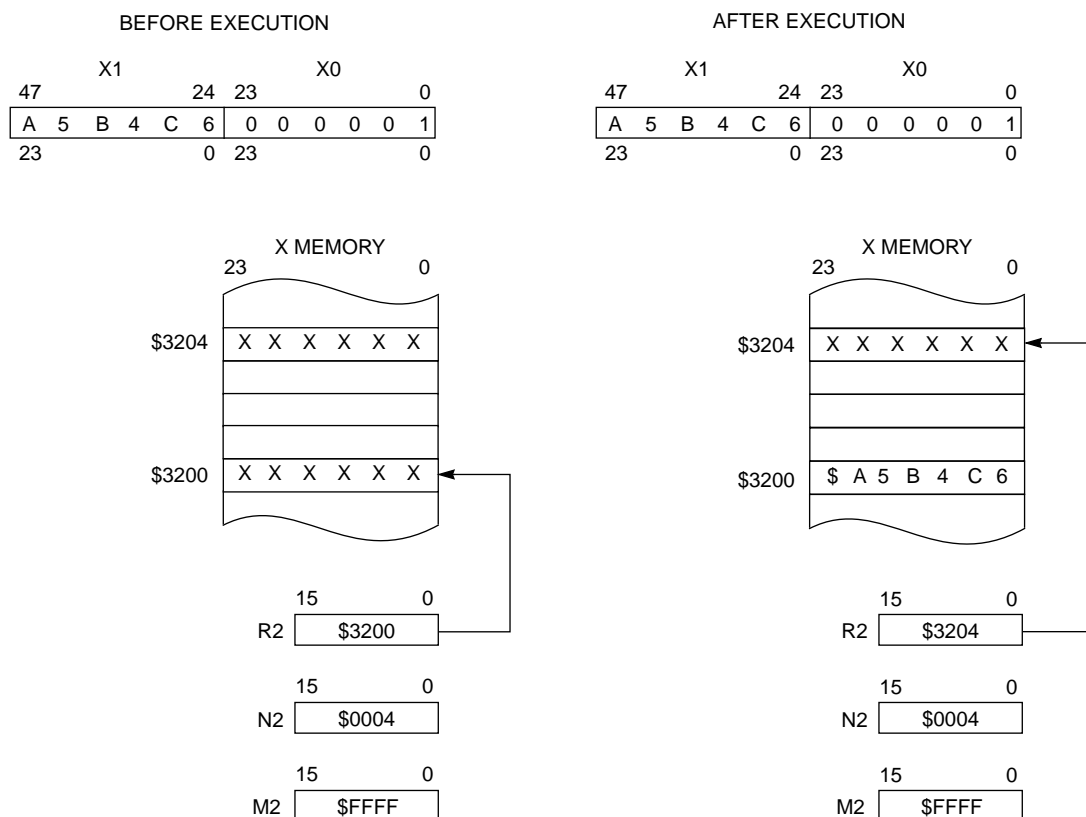 BEFORE EXECUTION
X1 X0
47 24 23 0
A 5 B 4 C 6 0 0 0 0 0 1
23 0 23 0
X MEMORY
23 0
$3204 X X X X X X
$3200 X X X X X X
15 0
R2 $3200
15 0
N2 $0004
15 0
M2 $FFFF
AFTER EXECUTION
X1 X0
47 24 23 0
A 5 B 4 C 6 0 0 0 0 0 1
23 0 23 0
X MEMORY
23 0
$3204 X X X X X X
$3200 $ A 5 B 4 C 6
15 0
R2 $3204
15 0
N2 $0004
15 0
M2 $FFFF